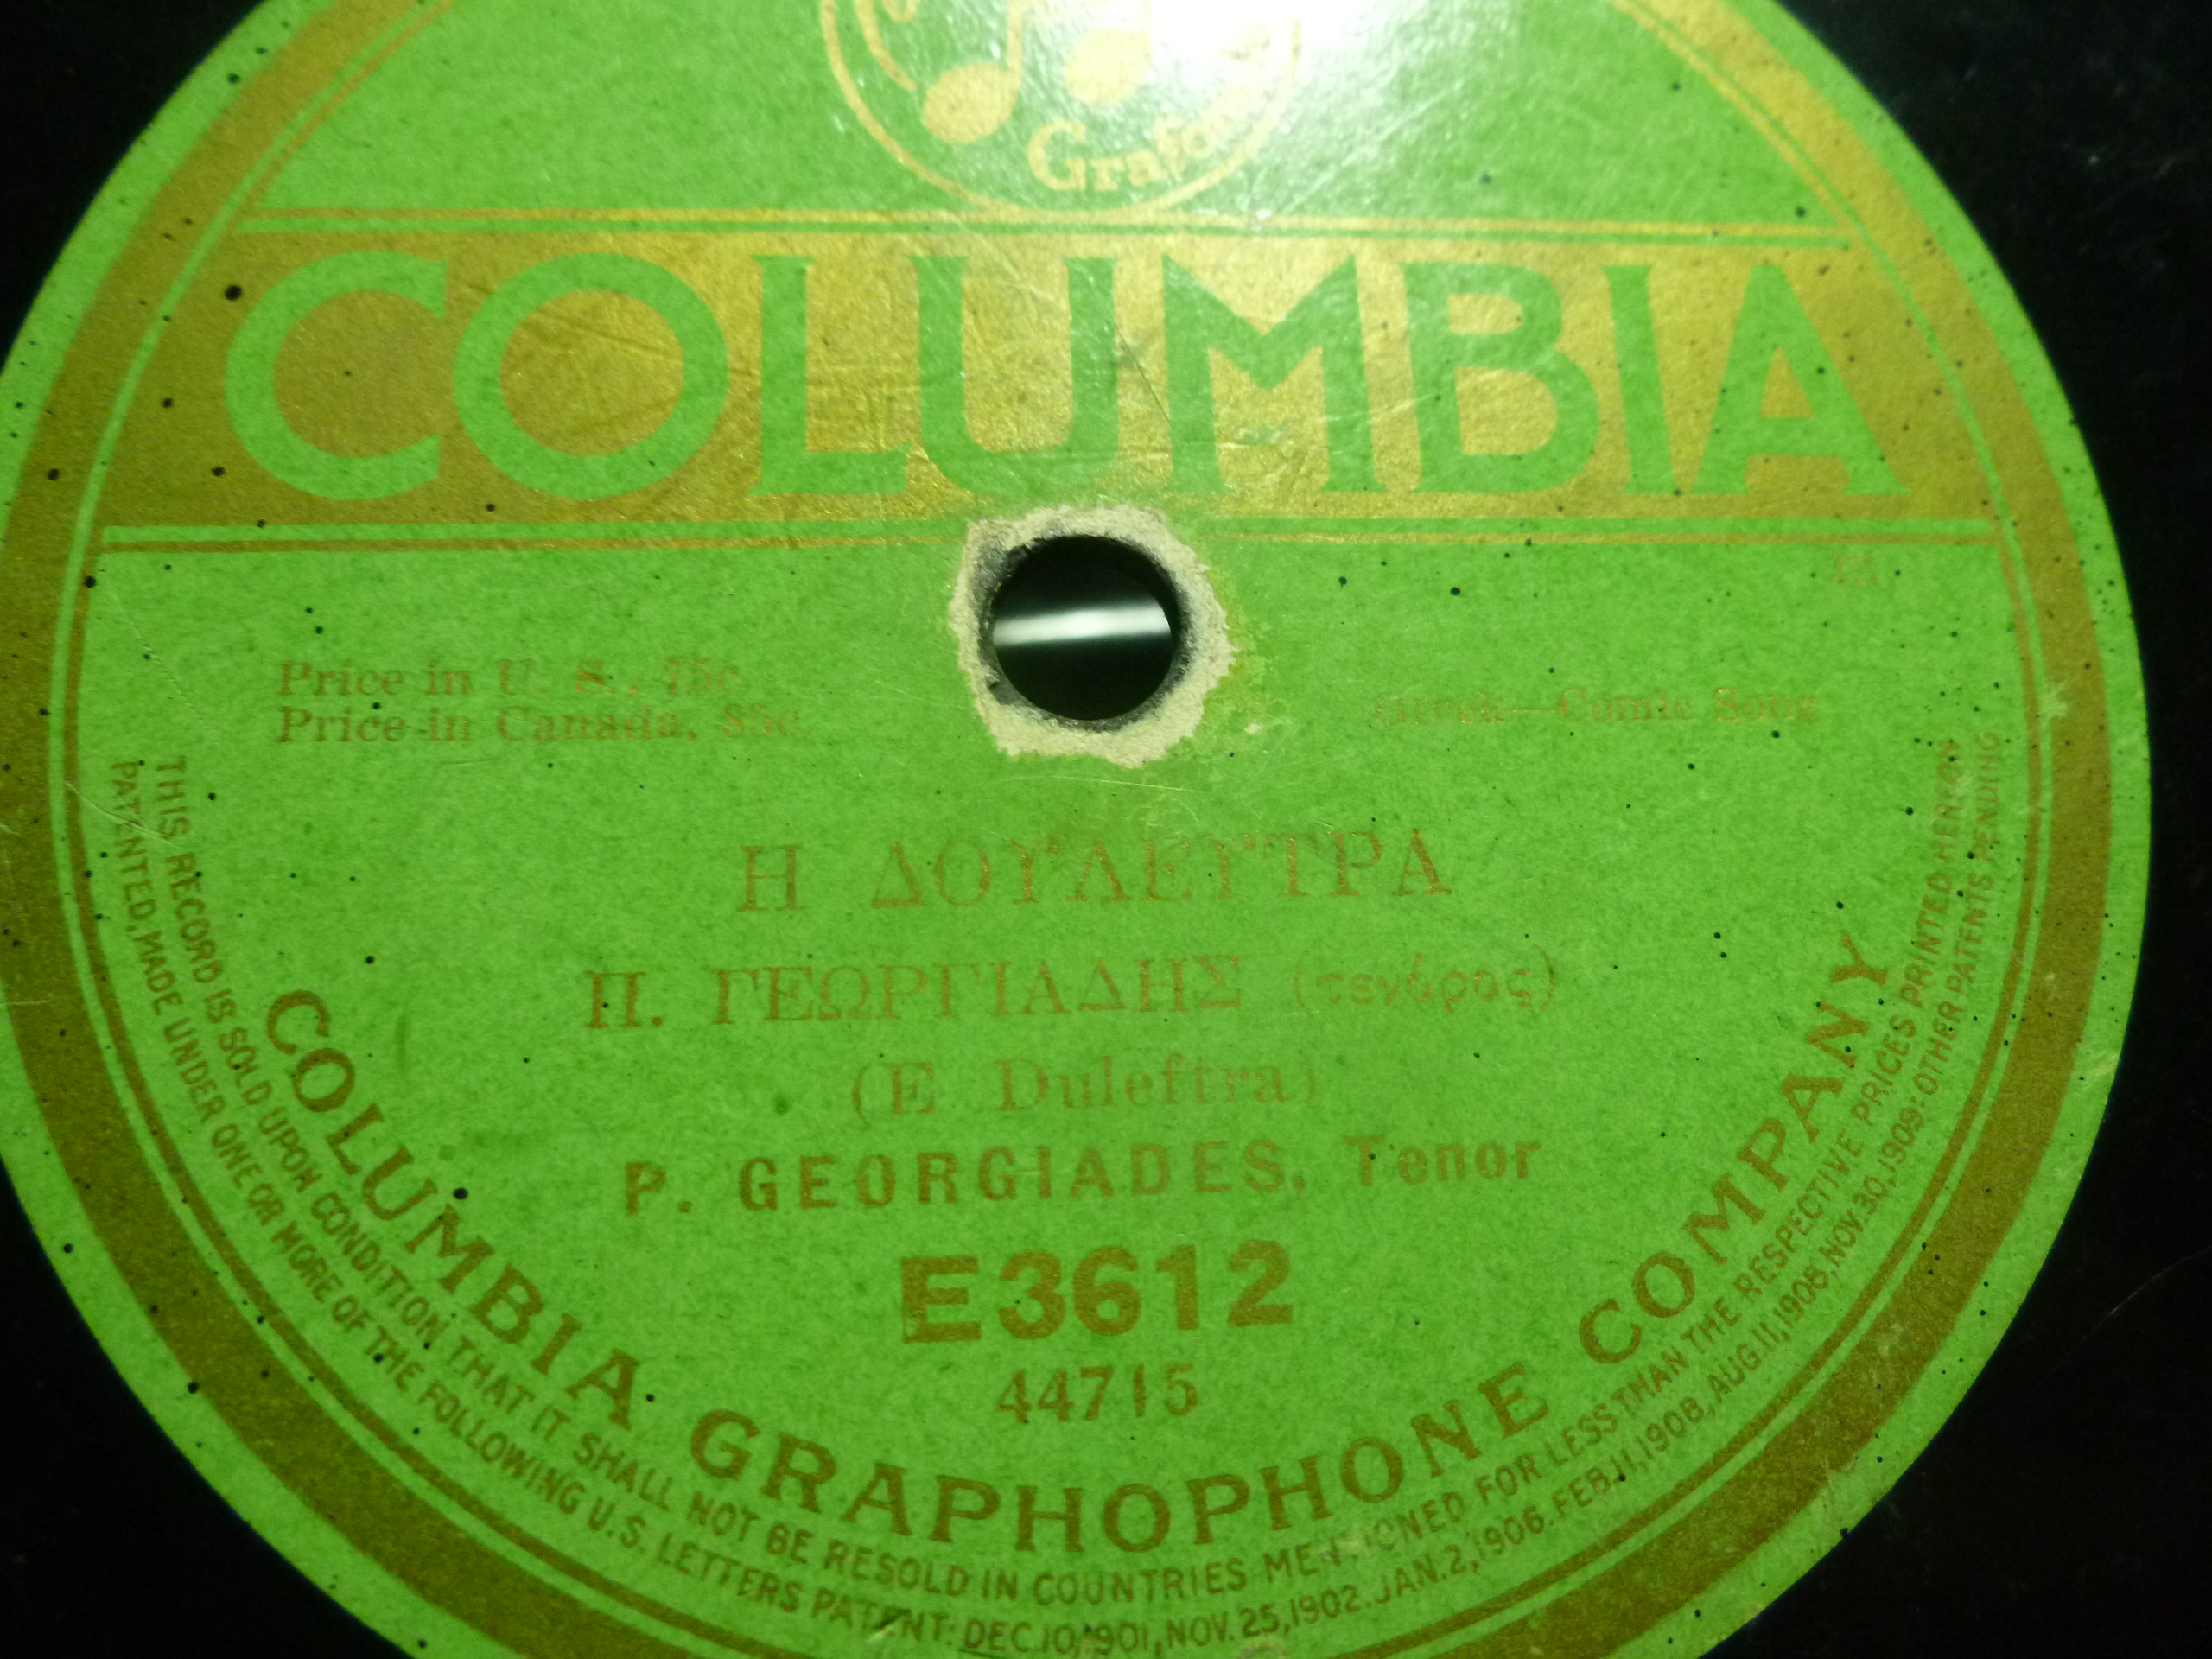 COLUMBIA
Price in U. S., 75c.
Price in Canada, 85c.
Greek—Comic Song
Η ΔΟΥΛΕΥΤΡΑ
Π. ΓΕΩΡΓΙΑΔΗΣ (τενόρος)
(E Duleftra)
P. GEORGIADES, Tenor
E3612
44715
COLUMBIA GRAPHOPHONE COMPANY
THIS RECORD IS SOLD UPON CONDITION THAT IT SHALL NOT BE RESOLD IN COUNTRIES MENTIONED FOR LESS THAN THE RESPECTIVE PRICES PRINTED HEREON
PATENTED, MADE UNDER ONE OR MORE OF THE FOLLOWING U.S. LETTERS PATENT: DEC.10,1901, NOV. 25,1902. JAN.2,1906. FEB.11,1908, AUG.11,1908, NOV.30,1909: OTHER PATENTS PENDING